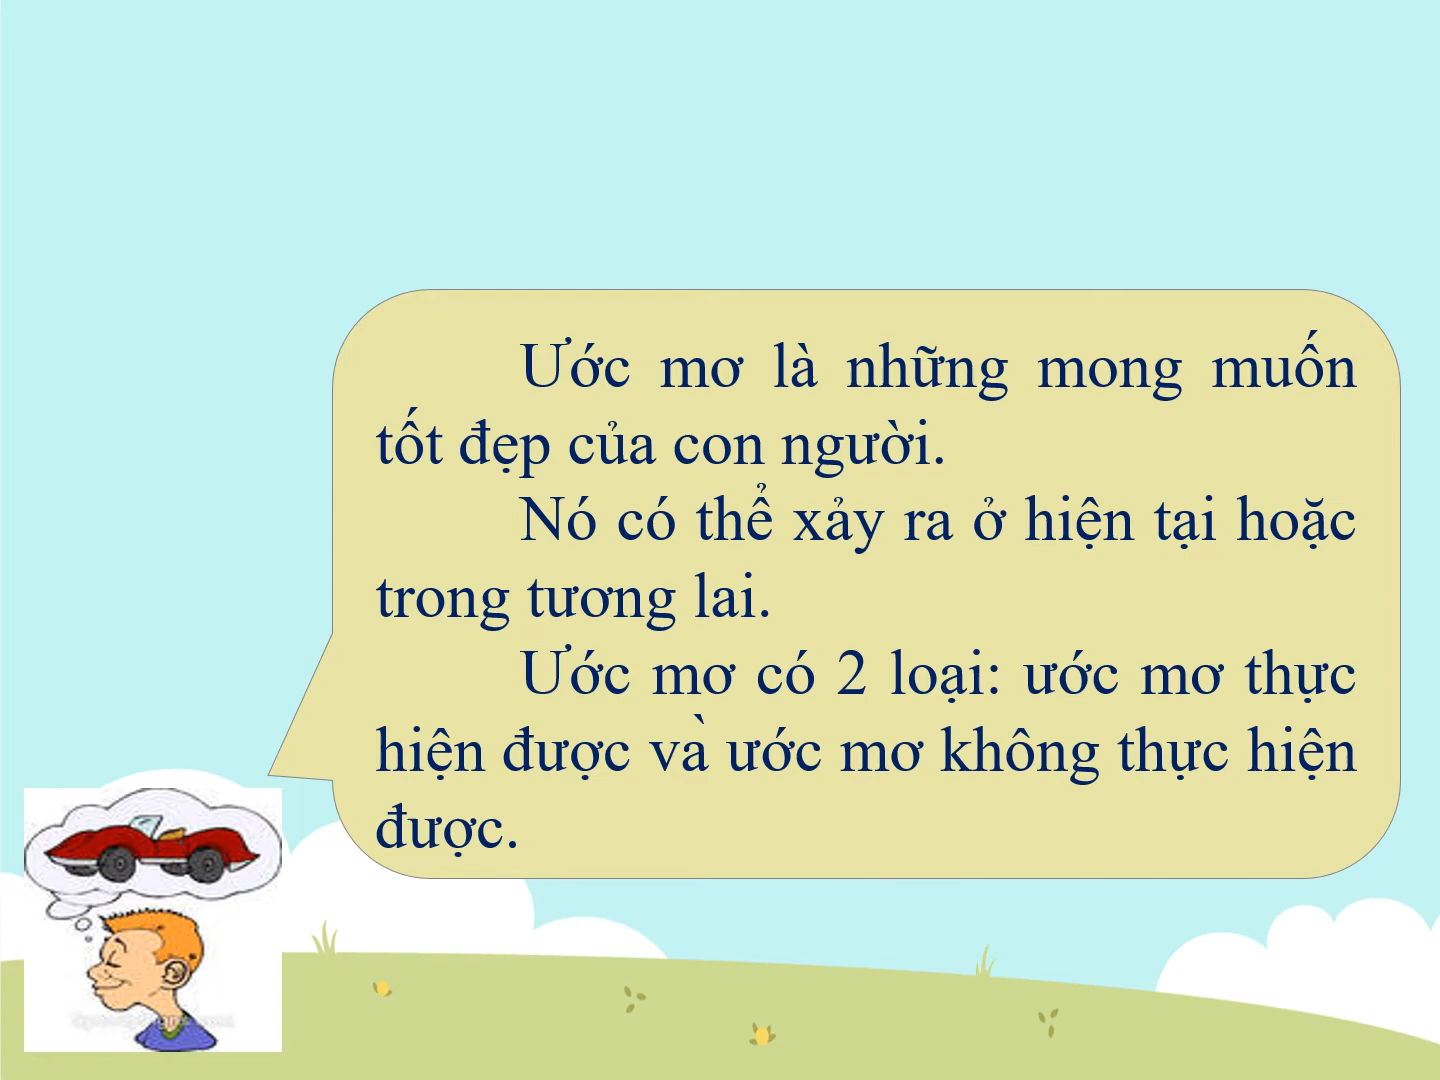 Ước mơ là những mong muốn
tốt đẹp của con người.
Nó có thể xảy ra ở hiện tại hoặc
trong tương lai.
Ước mơ có 2 loại: ước mơ thực
hiện được và ước mơ không thực hiện
được.